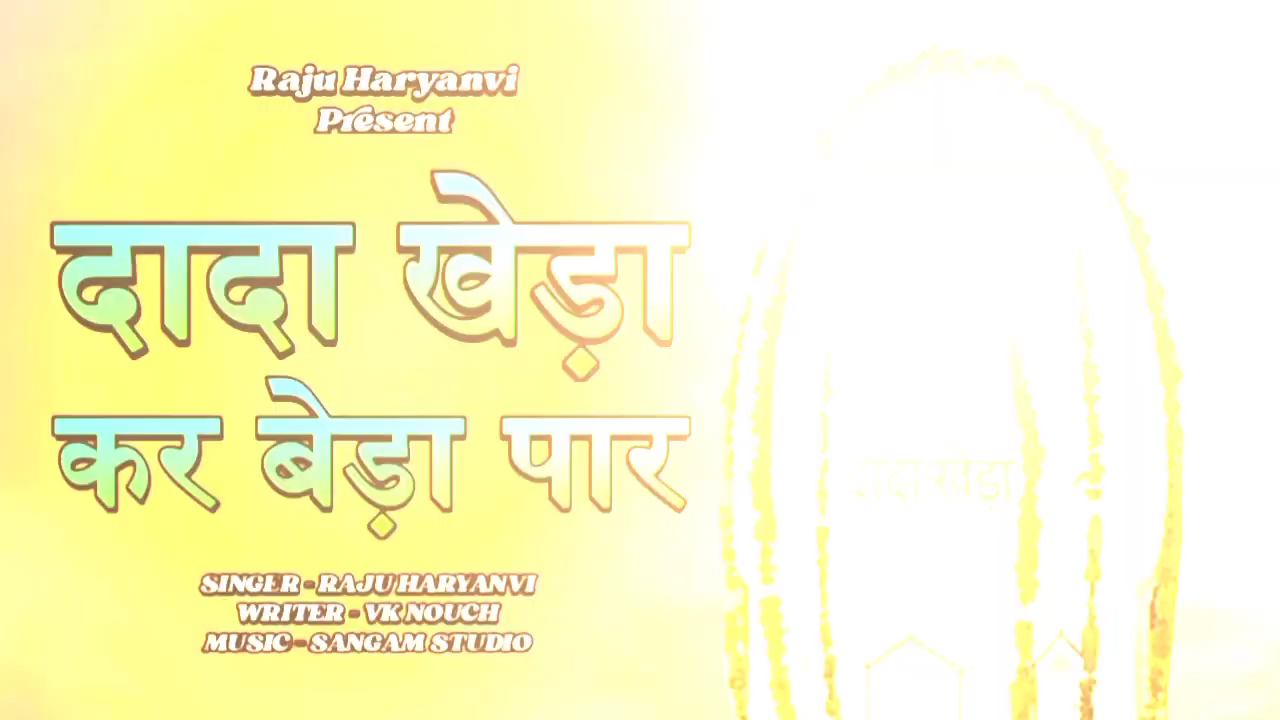 Raju Haryanvi
Present
दादा खेड़ा
कर बेड़ा पार
SINGER - RAJU HARYANVI
WRITER - VK NOUCH
MUSIC - SANGAM STUDIO
दादा खेड़ा